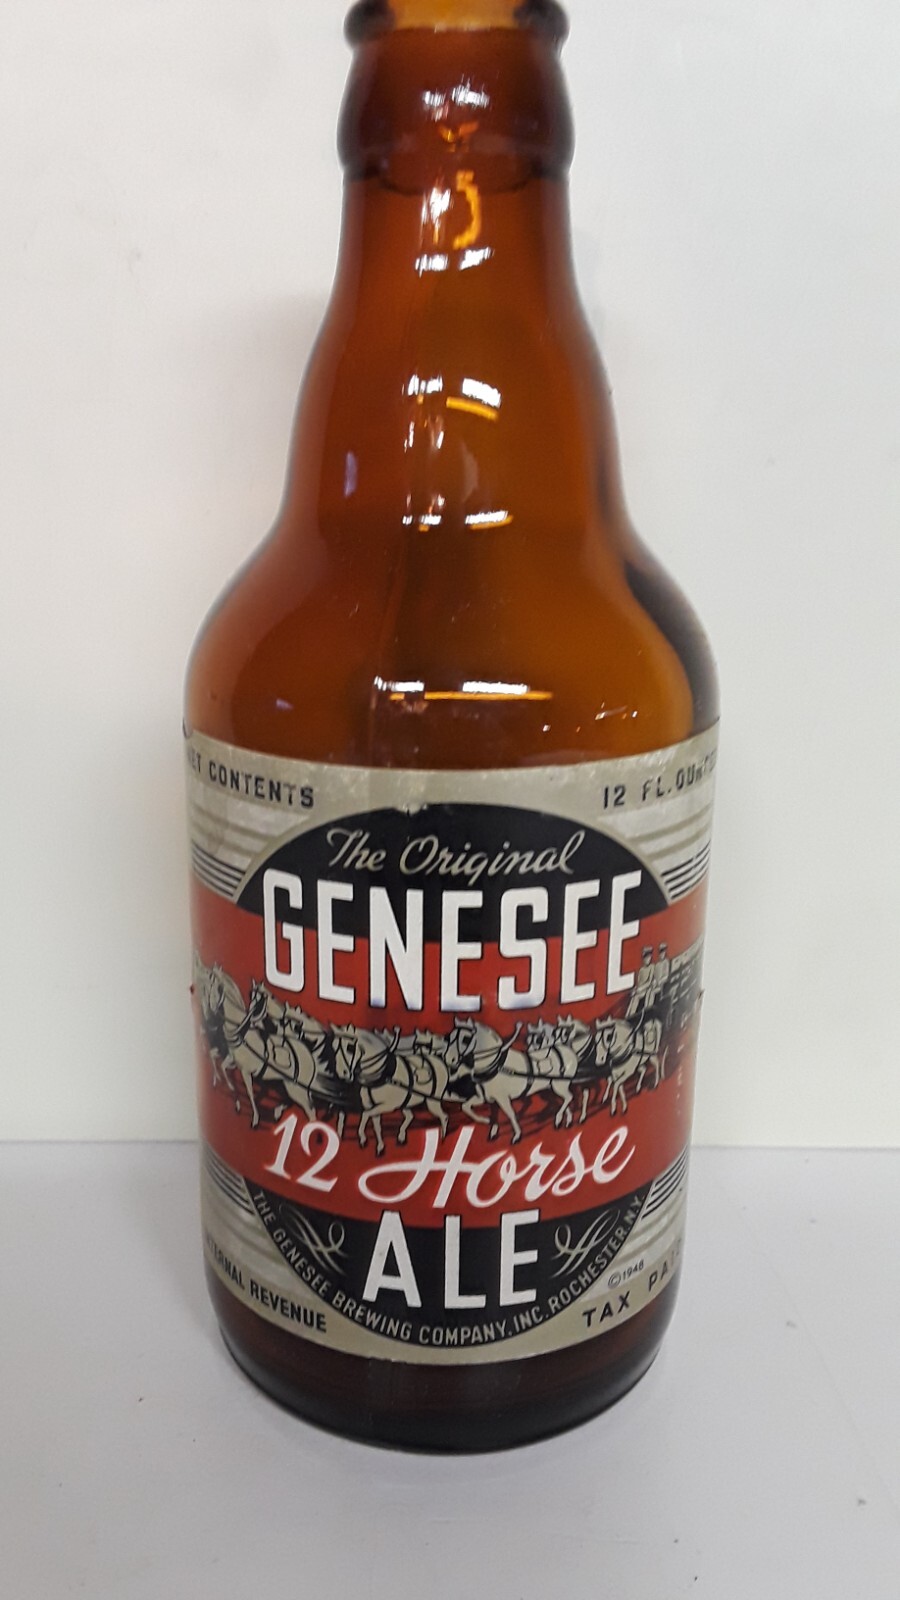 NET CONTENTS
12 FL. OUNCES
The Original
GENESEE
12 Horse
ALE
THE GENESEE BREWING COMPANY, INC. ROCHESTER, N.Y.
©1948
INTERNAL REVENUE
TAX PAID